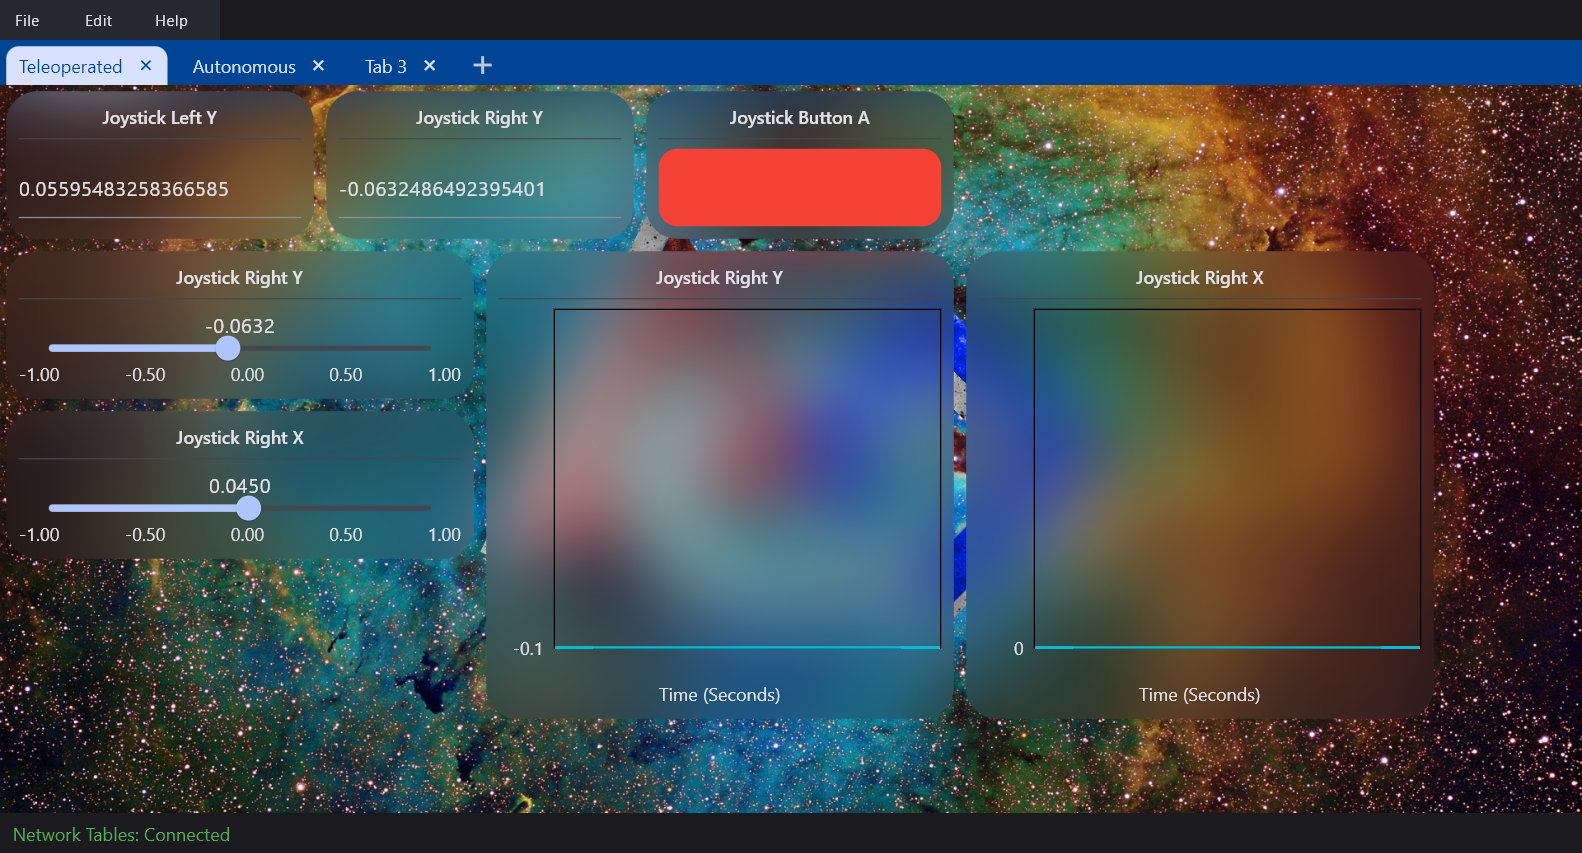 File Edit Help
Teleoperated × Autonomous × Tab 3 × +
Joystick Left Y
0.05595483258366585
Joystick Right Y
-0.0632486492395401
Joystick Button A
Joystick Right Y
-0.0632
-1.00 -0.50 0.00 0.50 1.00
Joystick Right X
0.0450
-1.00 -0.50 0.00 0.50 1.00
Joystick Right Y
-0.1
Time (Seconds)
Joystick Right X
0
Time (Seconds)
Network Tables: Connected